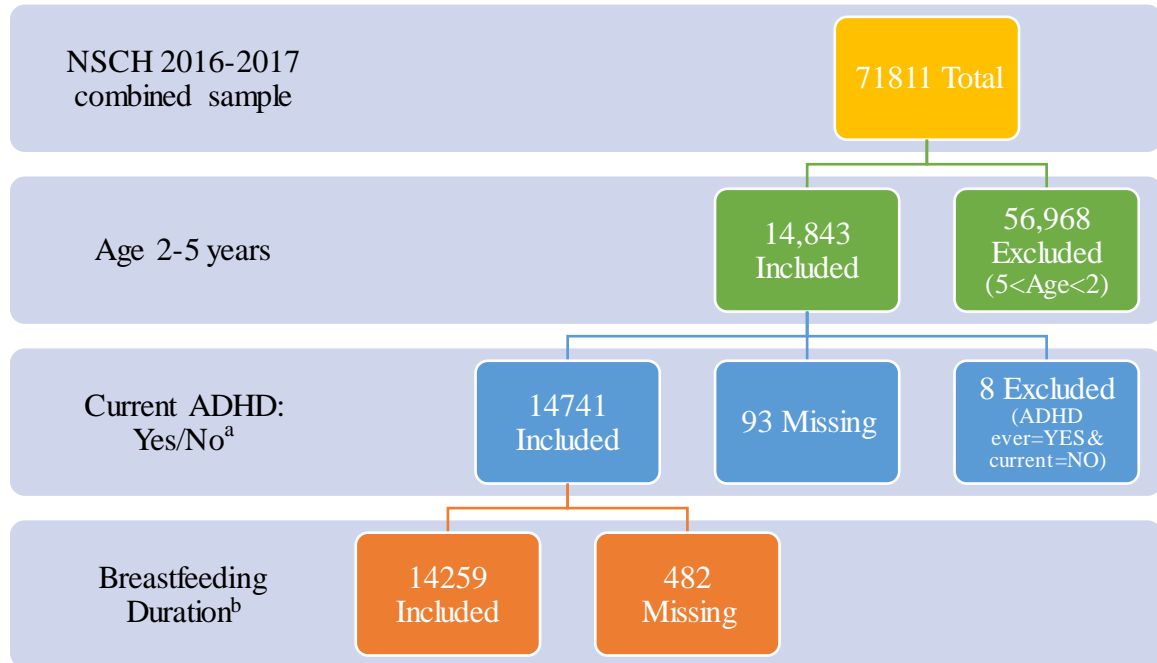 NSCH 2016-2017
combined sample
71811 Total
Age 2-5 years
14,843
Included
56,968
Excluded
(5<Age<2)
Current ADHD:
Yes/No^a
14741
Included
93 Missing
8 Excluded
(ADHD
ever=YES &
current=NO)
Breastfeeding
Duration^b
14259
Included
482
Missing